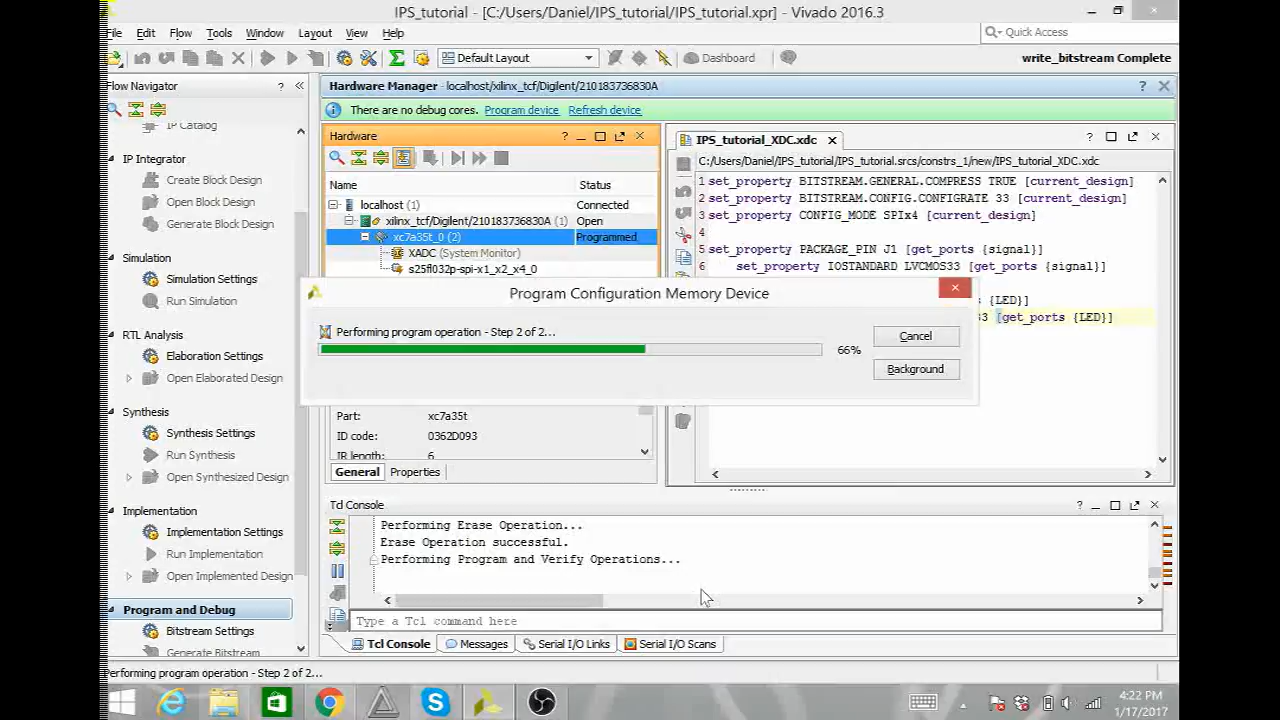 IPS_tutorial - [C:/Users/Daniel/IPS_tutorial/IPS_tutorial.xpr] - Vivado 2016.3
File Edit Flow Tools Window Layout View Help
Quick Access
Default Layout
Dashboard
write_bitstream Complete
Flow Navigator
IP Catalog
IP Integrator
Create Block Design
Open Block Design
Generate Block Design
Simulation
Simulation Settings
Run Simulation
RTL Analysis
Elaboration Settings
Open Elaborated Design
Synthesis
Synthesis Settings
Run Synthesis
Open Synthesized Design
Implementation
Implementation Settings
Run Implementation
Open Implemented Design
Program and Debug
Bitstream Settings
Generate Bitstream
Hardware Manager - localhost/xilinx_tcf/Digilent/210183736830A
There are no debug cores. Program device Refresh device
Hardware
Name Status
localhost (1) Connected
xilinx_tcf/Digilent/210183736830A (1) Open
xc7a35t_0 (2) Programmed
XADC (System Monitor)
s25fl032p-spi-x1_x2_x4_0
IPS_tutorial_XDC.xdc
C:/Users/Daniel/IPS_tutorial/IPS_tutorial.srcs/constrs_1/new/IPS_tutorial_XDC.xdc
1 set_property BITSTREAM.GENERAL.COMPRESS TRUE [current_design]
2 set_property BITSTREAM.CONFIG.CONFIGRATE 33 [current_design]
3 set_property CONFIG_MODE SPIx4 [current_design]
4
5 set_property PACKAGE_PIN J1 [get_ports {signal}]
6 set_property IOSTANDARD LVCMOS33 [get_ports {signal}]
{LED}]
3 [get_ports {LED}]
Program Configuration Memory Device
Performing program operation - Step 2 of 2...
66%
Cancel
Background
Part: xc7a35t
ID code: 0362D093
IR length: 6
General Properties
Tcl Console
Performing Erase Operation...
Erase Operation successful.
Performing Program and Verify Operations...
Type a Tcl command here
Tcl Console Messages Serial I/O Links Serial I/O Scans
Performing program operation - Step 2 of 2...
4:22 PM
1/17/2017